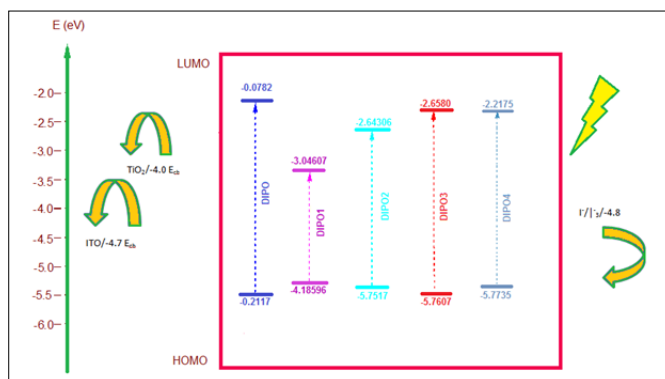 E (eV)
LUMO
-2.0
-2.5
-3.0
-3.5
-4.0
-4.5
-5.0
-5.5
-6.0
TiO₂/-4.0 E_cb
ITO/-4.7 E_cb
-0.0782
DIPO
-0.2117
-3.04607
DIPO1
-4.18596
-2.64306
DIPO2
-5.7517
-2.6580
DIPO3
-5.7607
-2.2175
DIPO4
-5.7735
I⁻/I⁻₃/-4.8
HOMO